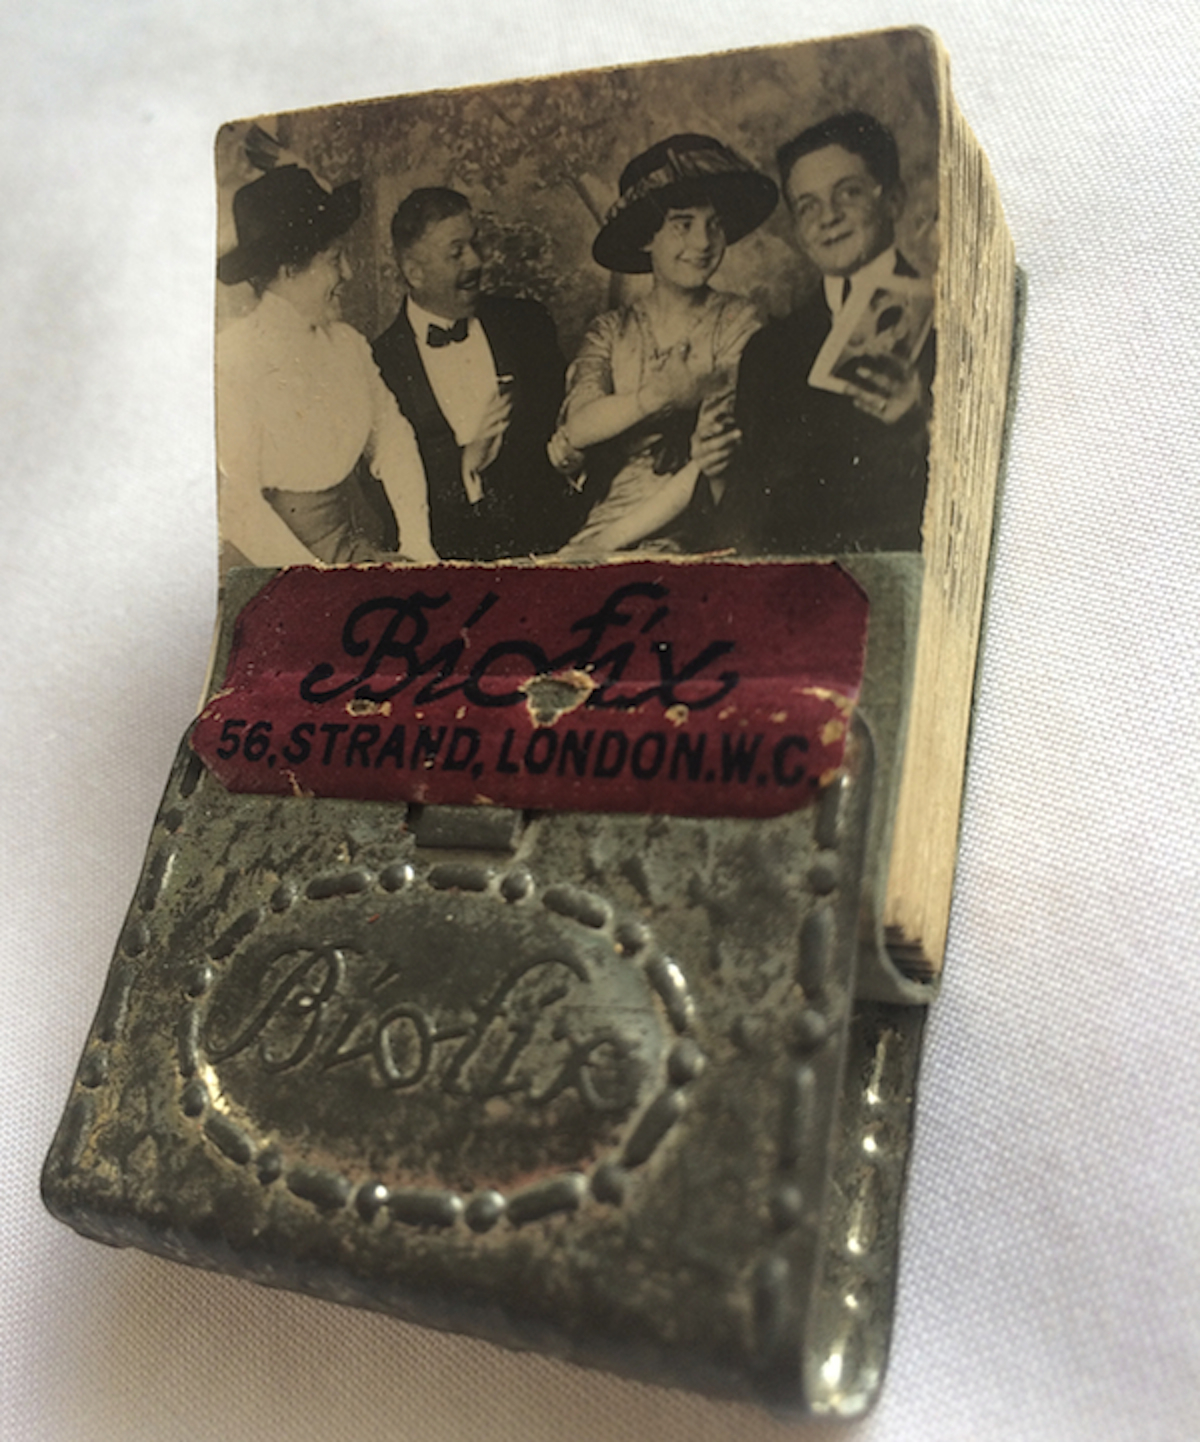 Biofix
56, STRAND, LONDON. W.C.
Biofix